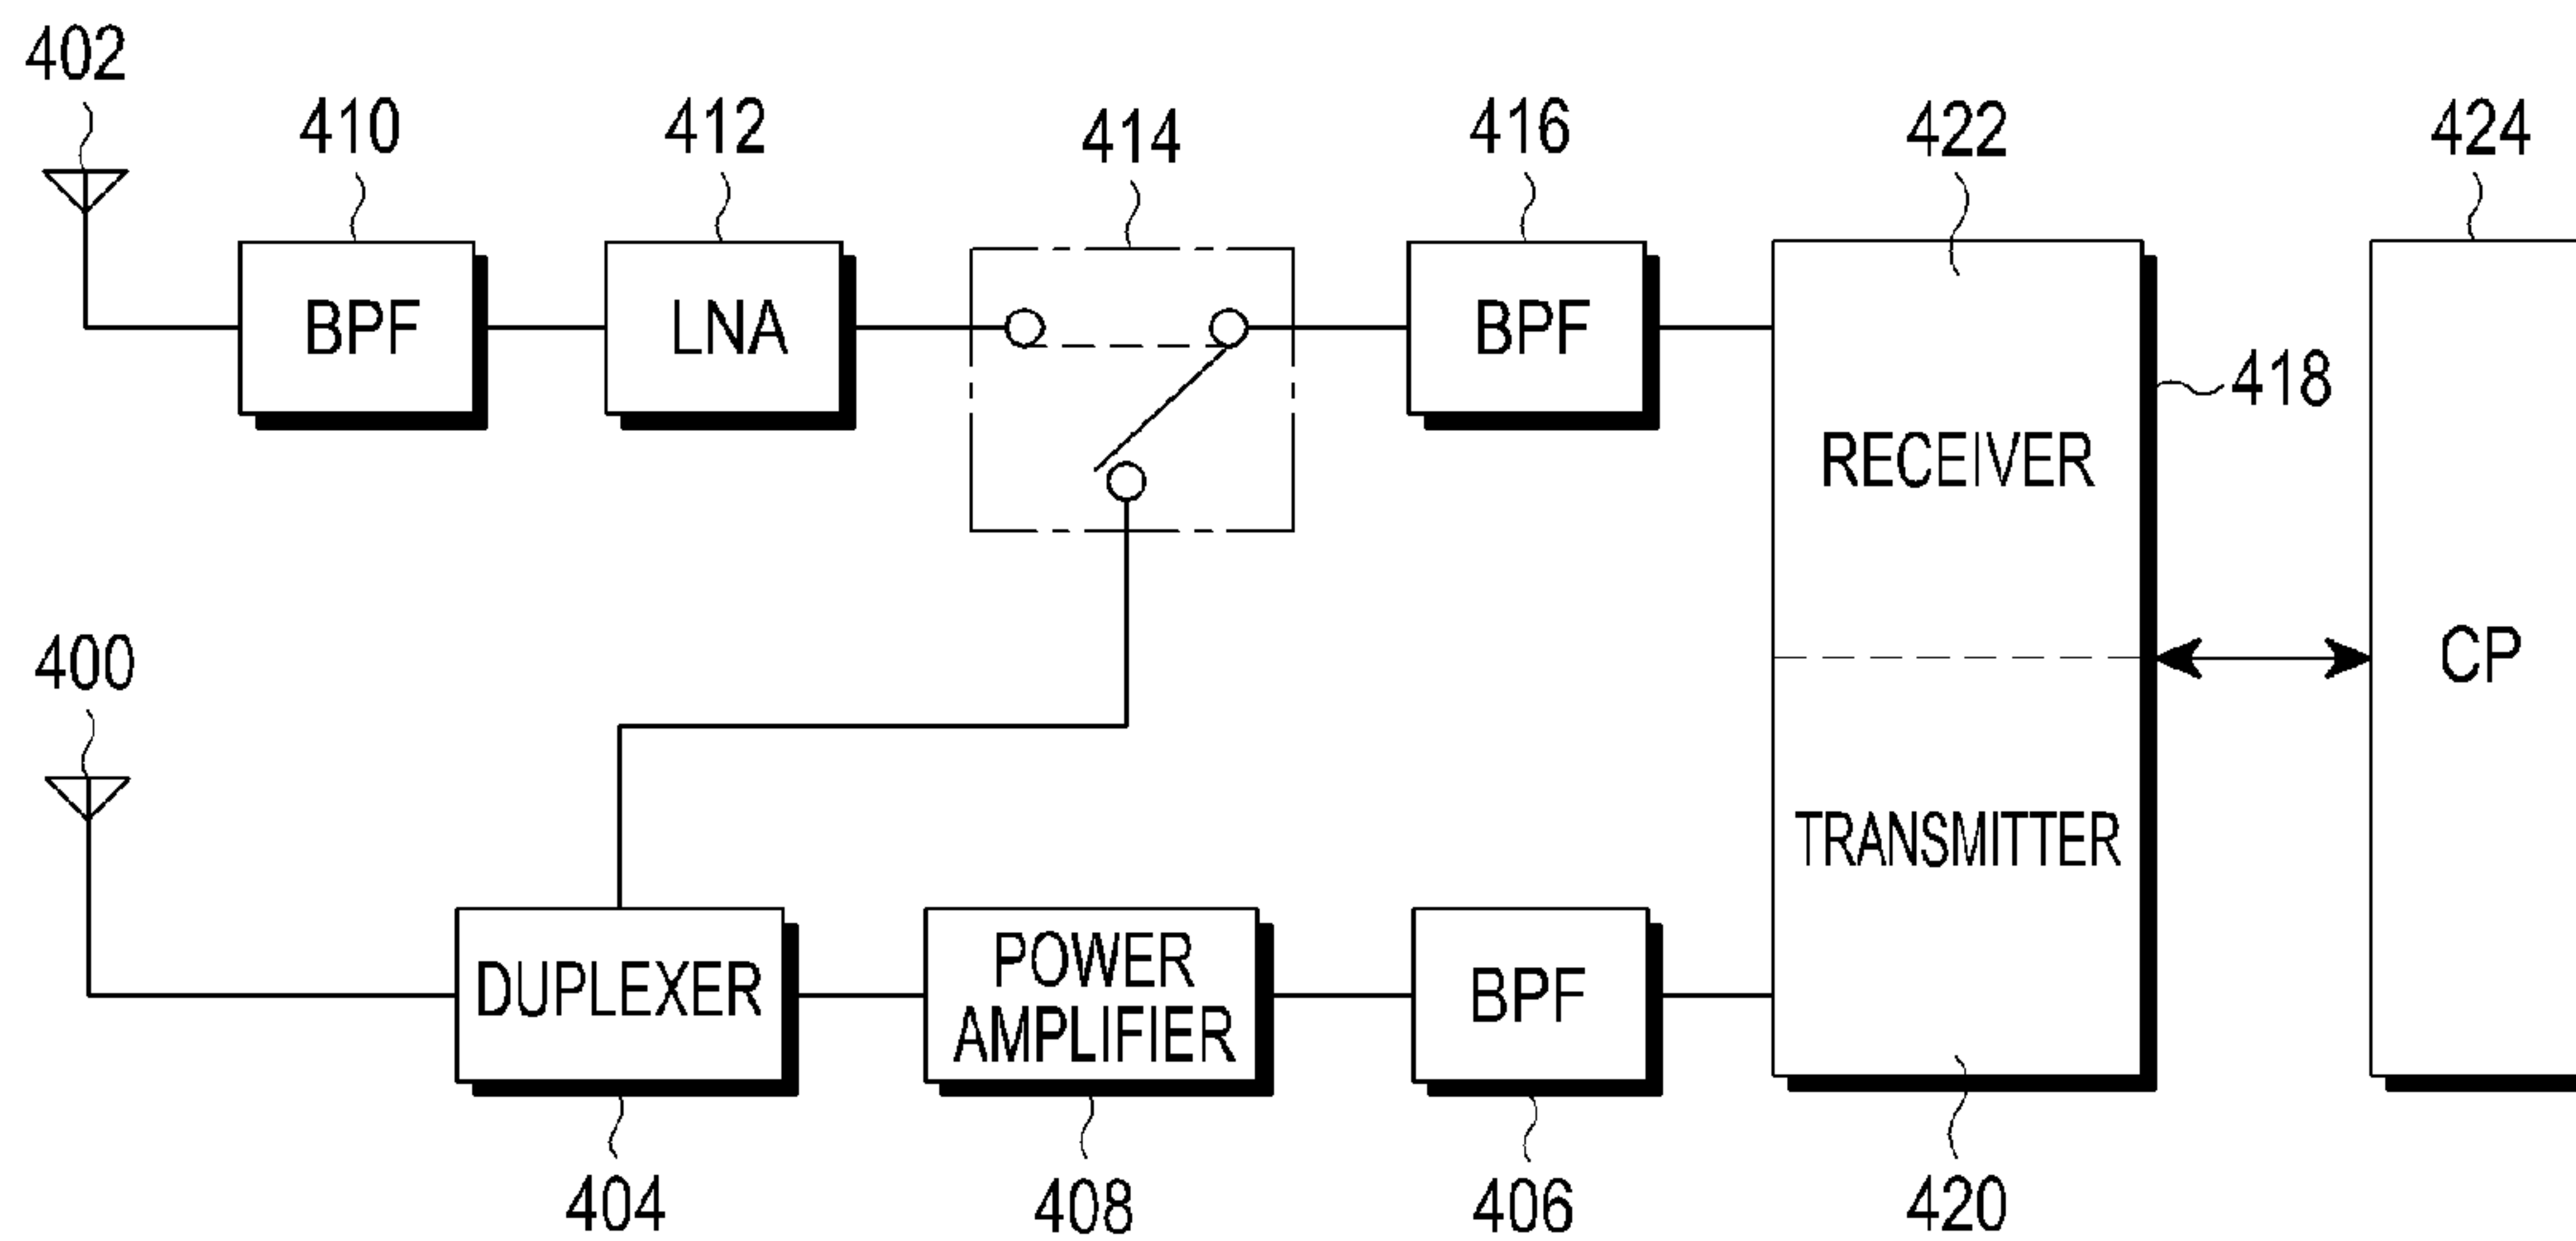 402
410
412
414
416
422
424
BPF
LNA
BPF
418
RECEIVER
400
CP
TRANSMITTER
DUPLEXER
POWER
AMPLIFIER
BPF
404
408
406
420